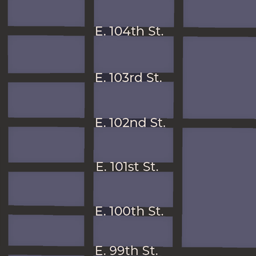 E. 104th St.
E. 103rd St.
E. 102nd St.
E. 101st St.
E. 100th St.
E. 99th St.